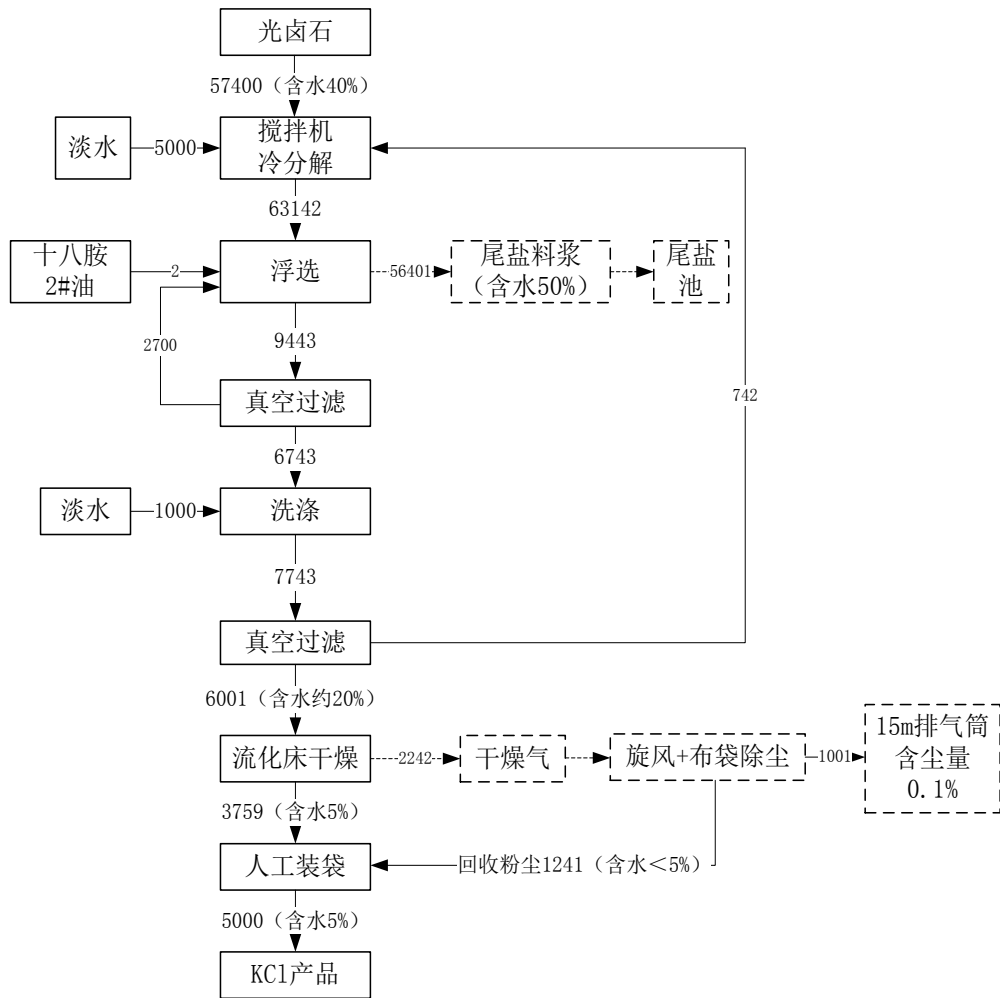 光卤石
57400（含水40%）
淡水
5000
搅拌机
冷分解
63142
十八胺
2#油
2
浮选
56401
尾盐料浆
（含水50%）
尾盐
池
2700
9443
742
真空过滤
6743
淡水
1000
洗涤
7743
真空过滤
6001（含水约20%）
流化床干燥
2242
干燥气
旋风+布袋除尘
1001
15m排气筒
含尘量
0.1%
3759（含水5%）
人工装袋
回收粉尘1241（含水＜5%）
5000（含水5%）
KCl产品